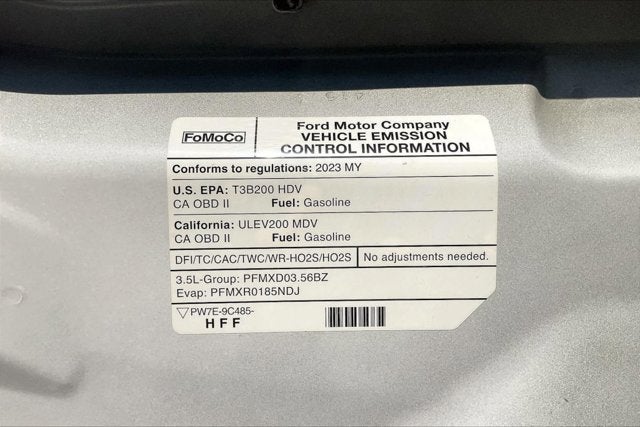 FoMoCo
Ford Motor Company
VEHICLE EMISSION
CONTROL INFORMATION
Conforms to regulations: 2023 MY
U.S. EPA: T3B200 HDV
CA OBD II Fuel: Gasoline
California: ULEV200 MDV
CA OBD II Fuel: Gasoline
DFI/TC/CAC/TWC/WR-HO2S/HO2S No adjustments needed.
3.5L-Group: PFMXD03.56BZ
Evap: PFMXR0185NDJ
PW7E-9C485-
HFF